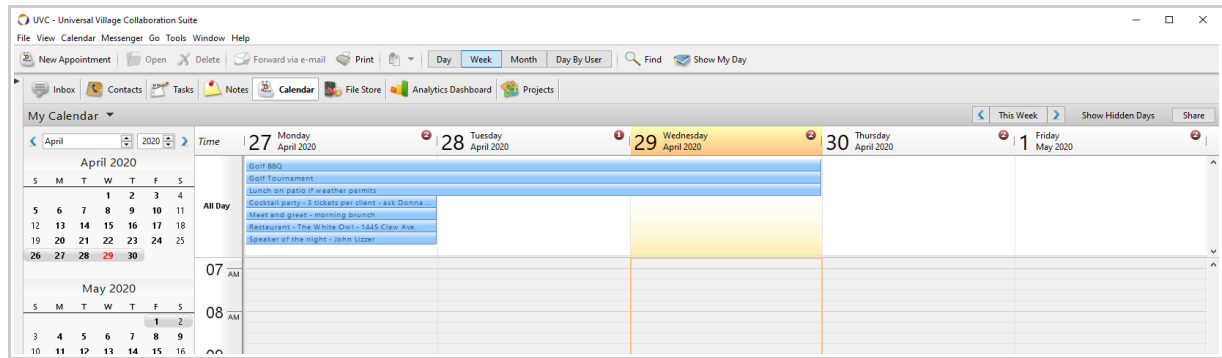 UVC - Universal Village Collaboration Suite
File View Calendar Messenger Go Tools Window Help
New Appointment Open Delete Forward via e-mail Print Day Week Month Day By User Find Show My Day
Inbox Contacts Tasks Notes Calendar File Store Analytics Dashboard Projects
My Calendar This Week Show Hidden Days Share
April 2020 Time 27 Monday April 2020 2 28 Tuesday April 2020 1 29 Wednesday April 2020 2 30 Thursday April 2020 2 1 Friday May 2020 2
April 2020
S M T W T F S
1 2 3 4
5 6 7 8 9 10 11
12 13 14 15 16 17 18
19 20 21 22 23 24 25
26 27 28 29 30
May 2020
S M T W T F S
1 2
3 4 5 6 7 8 9
10 11 12 13 14 15 16
All Day
Golf BBQ
Golf Tournament
Lunch on patio if weather permits
Cocktail party - 3 tickets per client - ask Donna ...
Meet and greet - morning brunch
Restaurant - The White Owl - 1445 Claw Ave.
Speaker of the night - John Lizzer
07 AM
08 AM